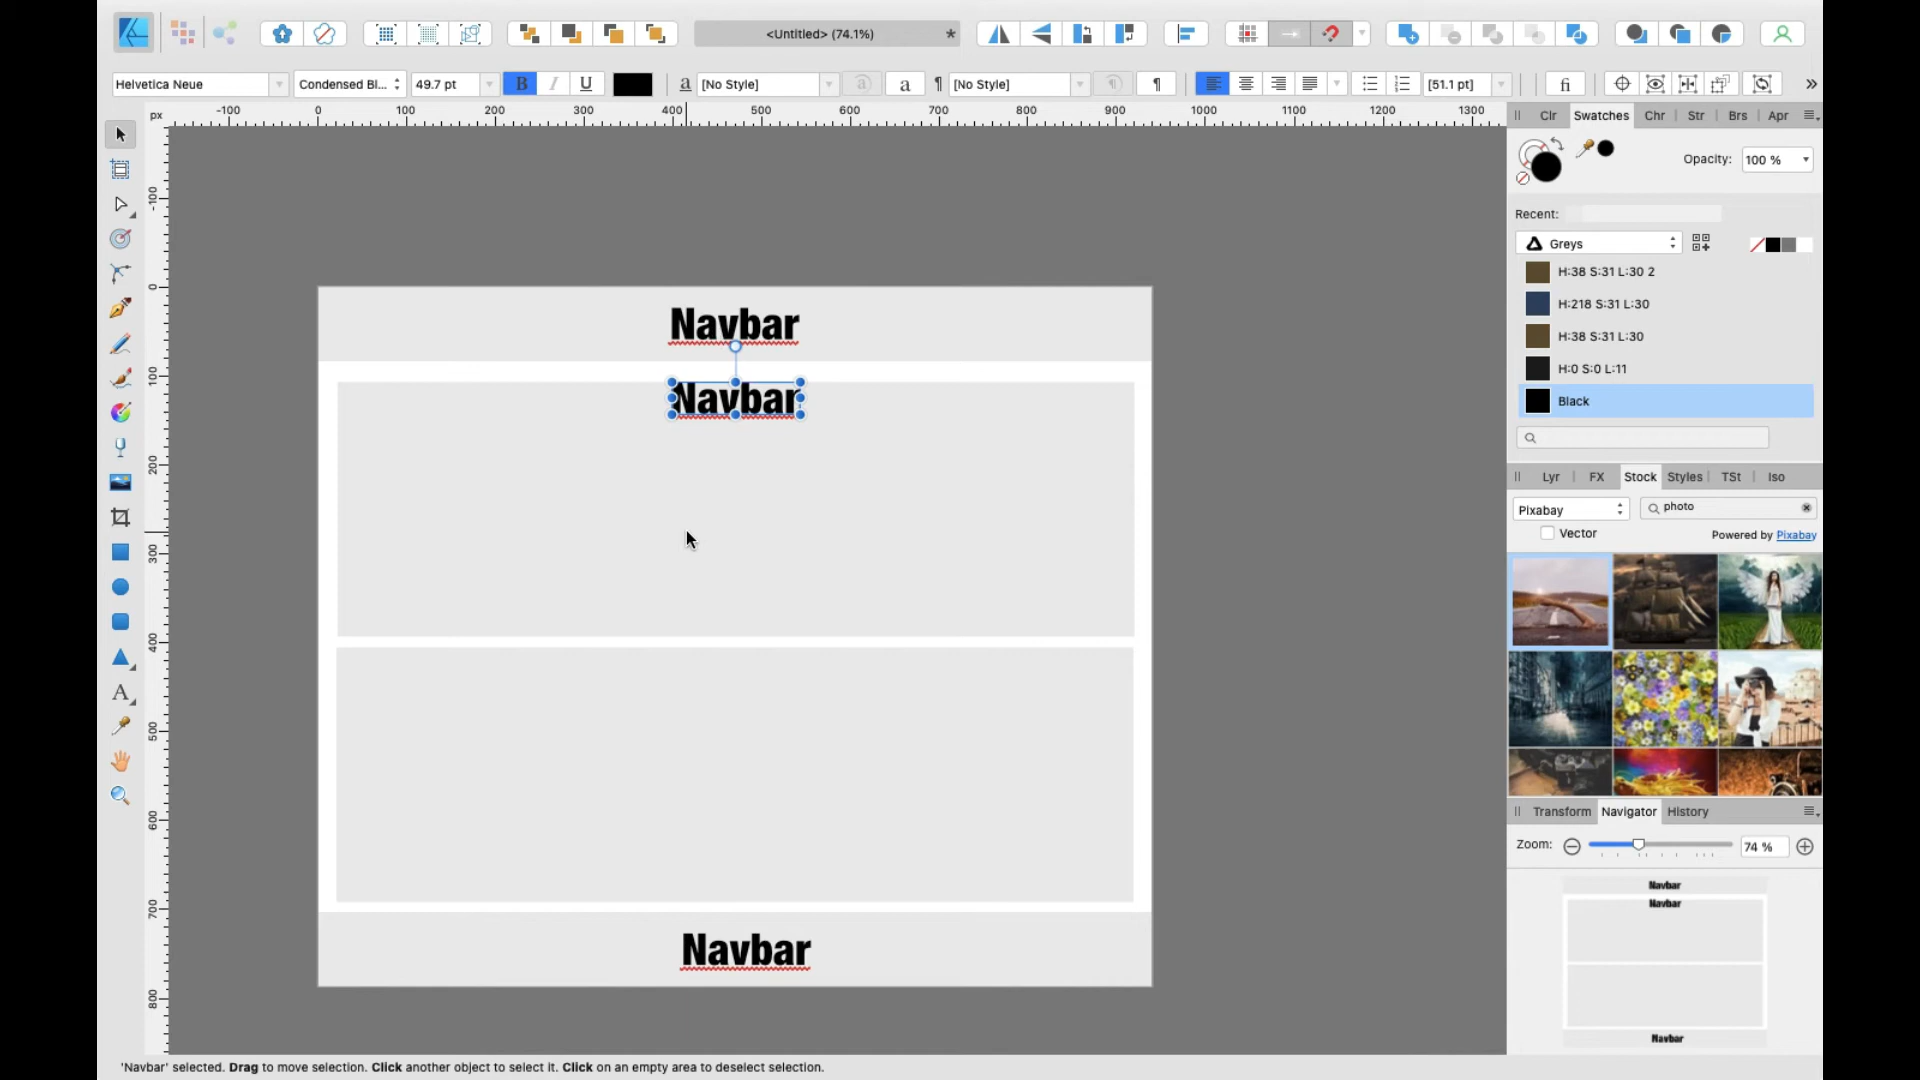 <Untitled> (74.1%)
*
Helvetica Neue
Condensed Bl...
49.7 pt
B
I
U
a
[No Style]
a
a
¶
[No Style]
¶
¶
[51.1 pt]
fi
»
px
-100
0
100
200
300
400
500
600
700
800
900
1000
1100
1200
1300
-100
0
100
200
300
400
500
600
700
800
A
Navbar
Navbar
Navbar
Clr
Swatches
Chr
Str
Brs
Apr
Opacity:
100 %
Recent:
Greys
H:38 S:31 L:30 2
H:218 S:31 L:30
H:38 S:31 L:30
H:0 S:0 L:11
Black
Lyr
FX
Stock
Styles
TSt
Iso
Pixabay
photo
Vector
Powered by Pixabay
Transform
Navigator
History
Zoom:
74 %
Navbar
Navbar
Navbar
'Navbar' selected. Drag to move selection. Click another object to select it. Click on an empty area to deselect selection.